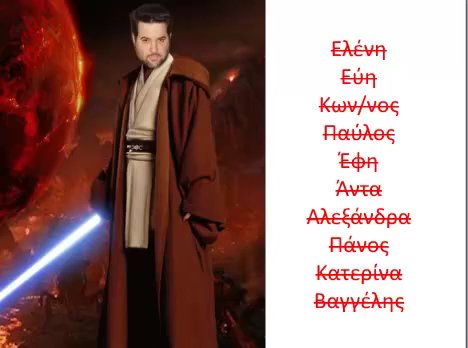 Ελένη
Εύη
Κων/νος
Παύλος
Έφη
Άντα
Αλεξάνδρα
Πάνος
Κατερίνα
Βαγγέλης